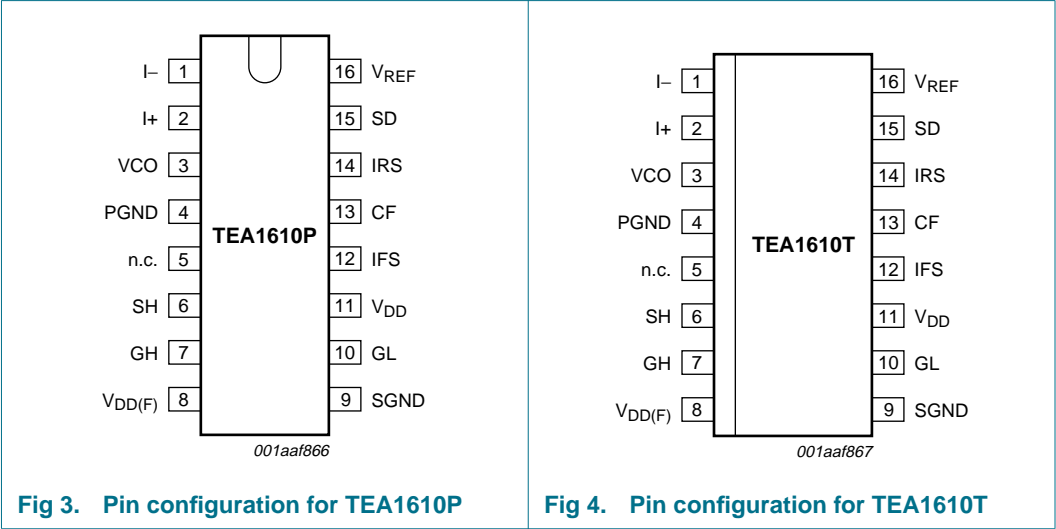 I− 1 16 VREF
I+ 2 15 SD
VCO 3 14 IRS
PGND 4 13 CF
TEA1610P
n.c. 5 12 IFS
SH 6 11 VDD
GH 7 10 GL
VDD(F) 8 9 SGND
001aaf866
Fig 3. Pin configuration for TEA1610P
I− 1 16 VREF
I+ 2 15 SD
VCO 3 14 IRS
PGND 4 13 CF
TEA1610T
n.c. 5 12 IFS
SH 6 11 VDD
GH 7 10 GL
VDD(F) 8 9 SGND
001aaf867
Fig 4. Pin configuration for TEA1610T